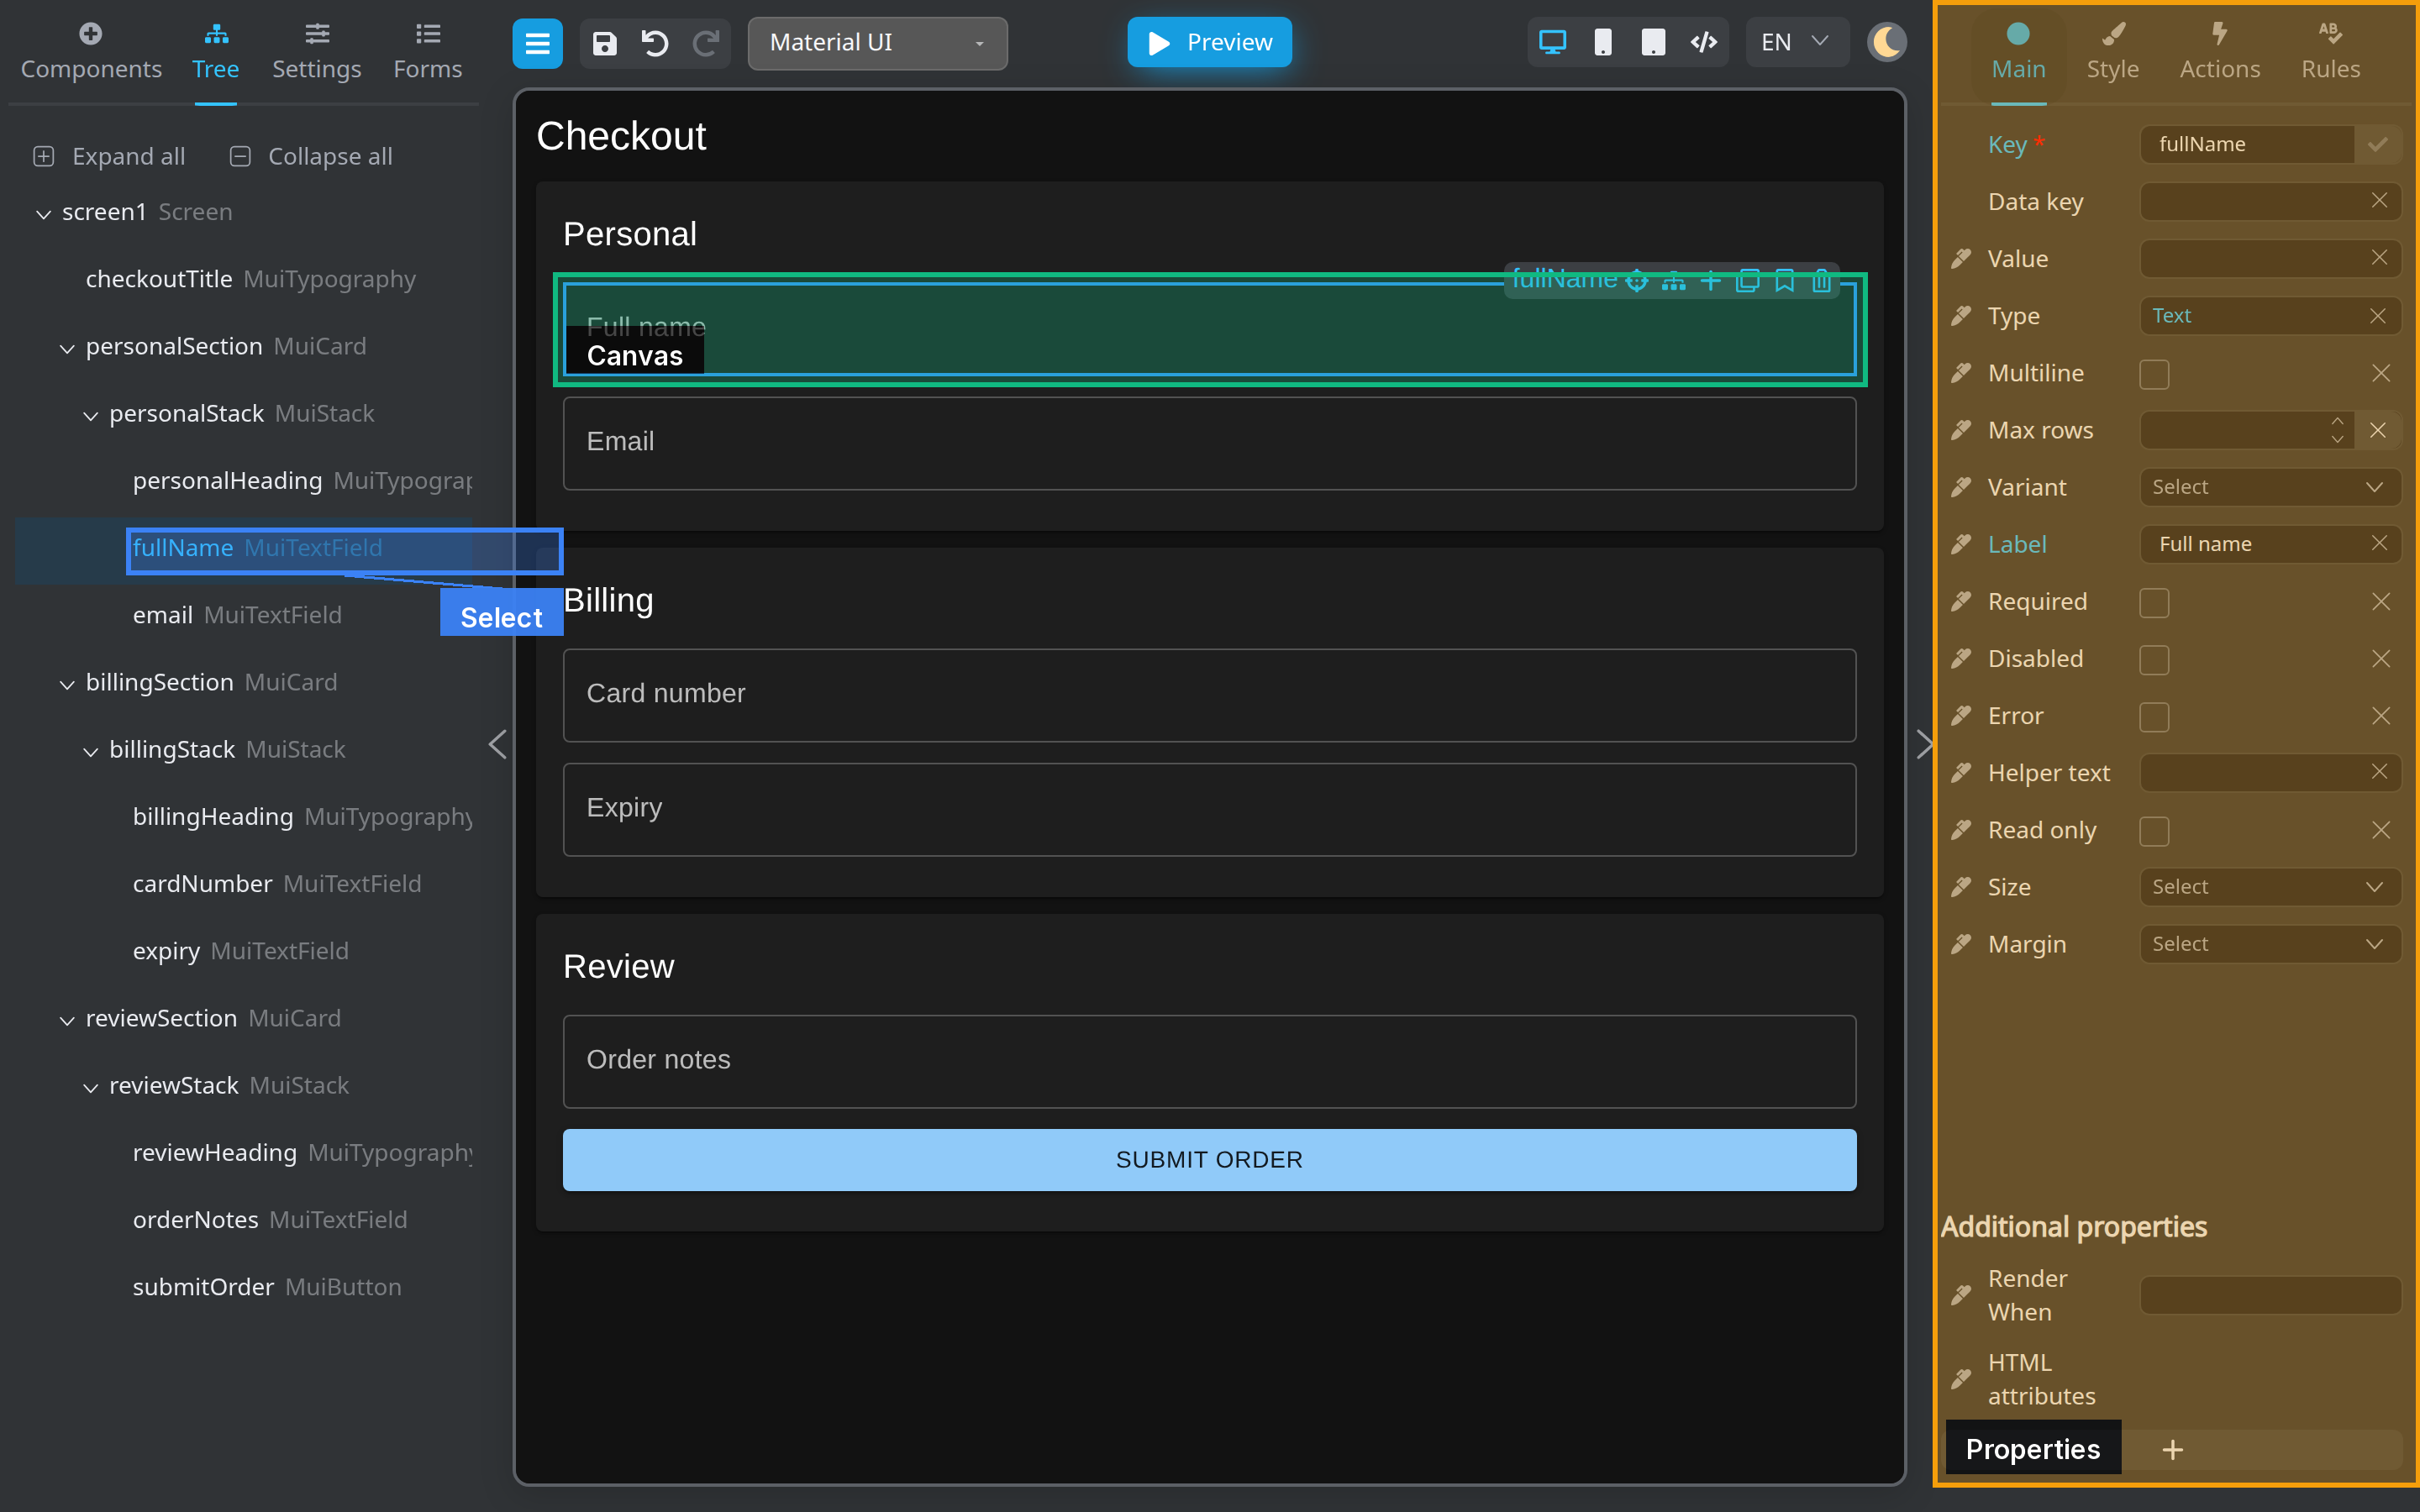 Components
Tree
Settings
Forms
Material UI
Preview
EN
Main
Style
Actions
AB
Rules
Expand all
Collapse all
screen1 Screen
checkoutTitle MuiTypography
personalSection MuiCard
personalStack MuiStack
personalHeading MuiTypograp
fullName MuiTextField
Select
email MuiTextField
billingSection MuiCard
billingStack MuiStack
billingHeading MuiTypography
cardNumber MuiTextField
expiry MuiTextField
reviewSection MuiCard
reviewStack MuiStack
reviewHeading MuiTypography
orderNotes MuiTextField
submitOrder MuiButton
Checkout
Personal
fullName
Full name
Canvas
Email
Billing
Card number
Expiry
Review
Order notes
SUBMIT ORDER
Key * fullName
Data key
Value
Type Text
Multiline
Max rows
Variant Select
Label Full name
Required
Disabled
Error
Helper text
Read only
Size Select
Margin Select
Additional properties
Render
When
HTML
attributes
Properties